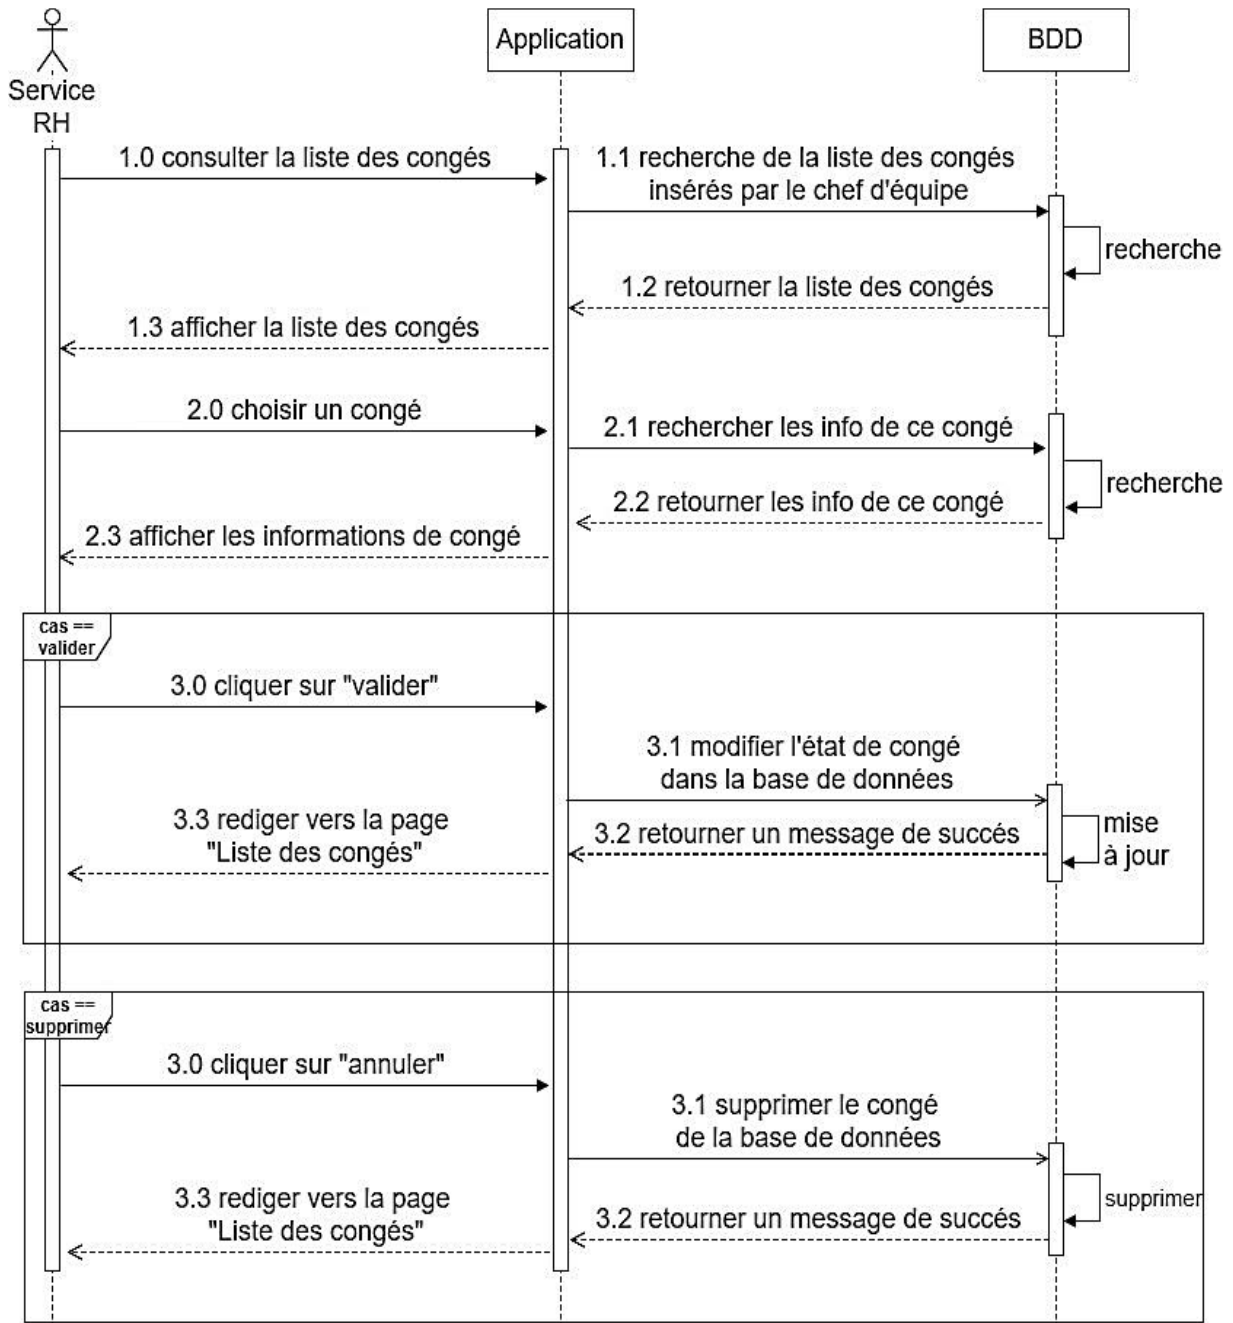 Service
RH
Application
BDD
1.0 consulter la liste des congés
1.1 recherche de la liste des congés
insérés par le chef d'équipe
recherche
1.2 retourner la liste des congés
1.3 afficher la liste des congés
2.0 choisir un congé
2.1 rechercher les info de ce congé
recherche
2.2 retourner les info de ce congé
2.3 afficher les informations de congé
cas ==
valider
3.0 cliquer sur "valider"
3.1 modifier l'état de congé
dans la base de données
mise
à jour
3.2 retourner un message de succés
3.3 rediger vers la page
"Liste des congés"
cas ==
supprimer
3.0 cliquer sur "annuler"
3.1 supprimer le congé
de la base de données
supprimer
3.2 retourner un message de succés
3.3 rediger vers la page
"Liste des congés"